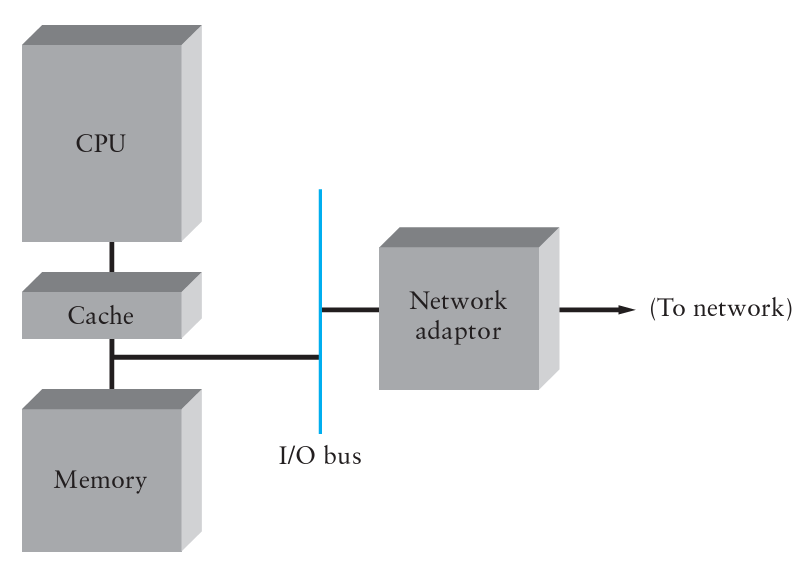 CPU
Cache
Memory
I/O bus
Network
adaptor
(To network)